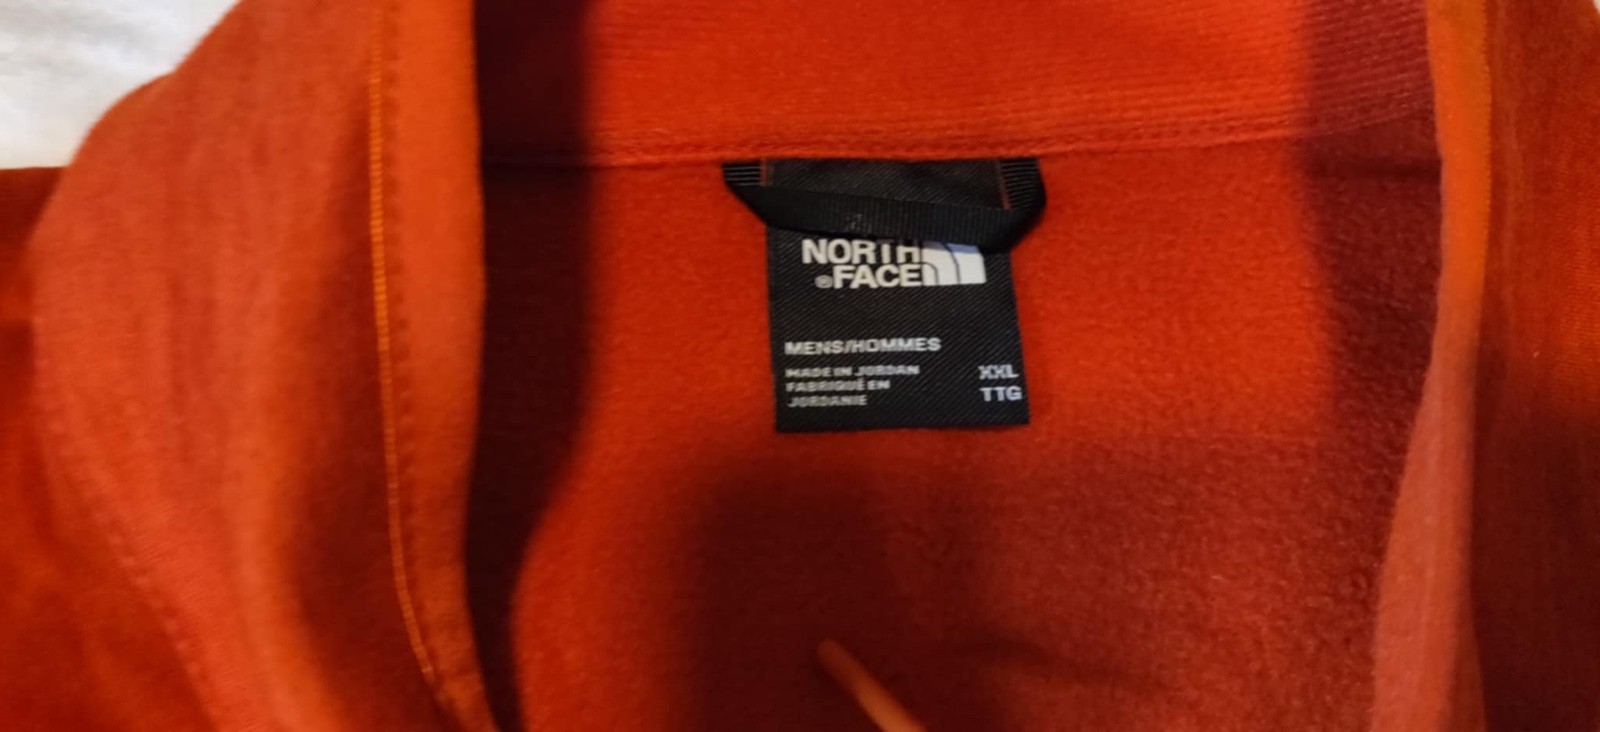 NORTH
®FACE
MENS/HOMMES
MADE IN JORDAN
FABRIQUÉ EN
JORDANIE
XXL
TTG